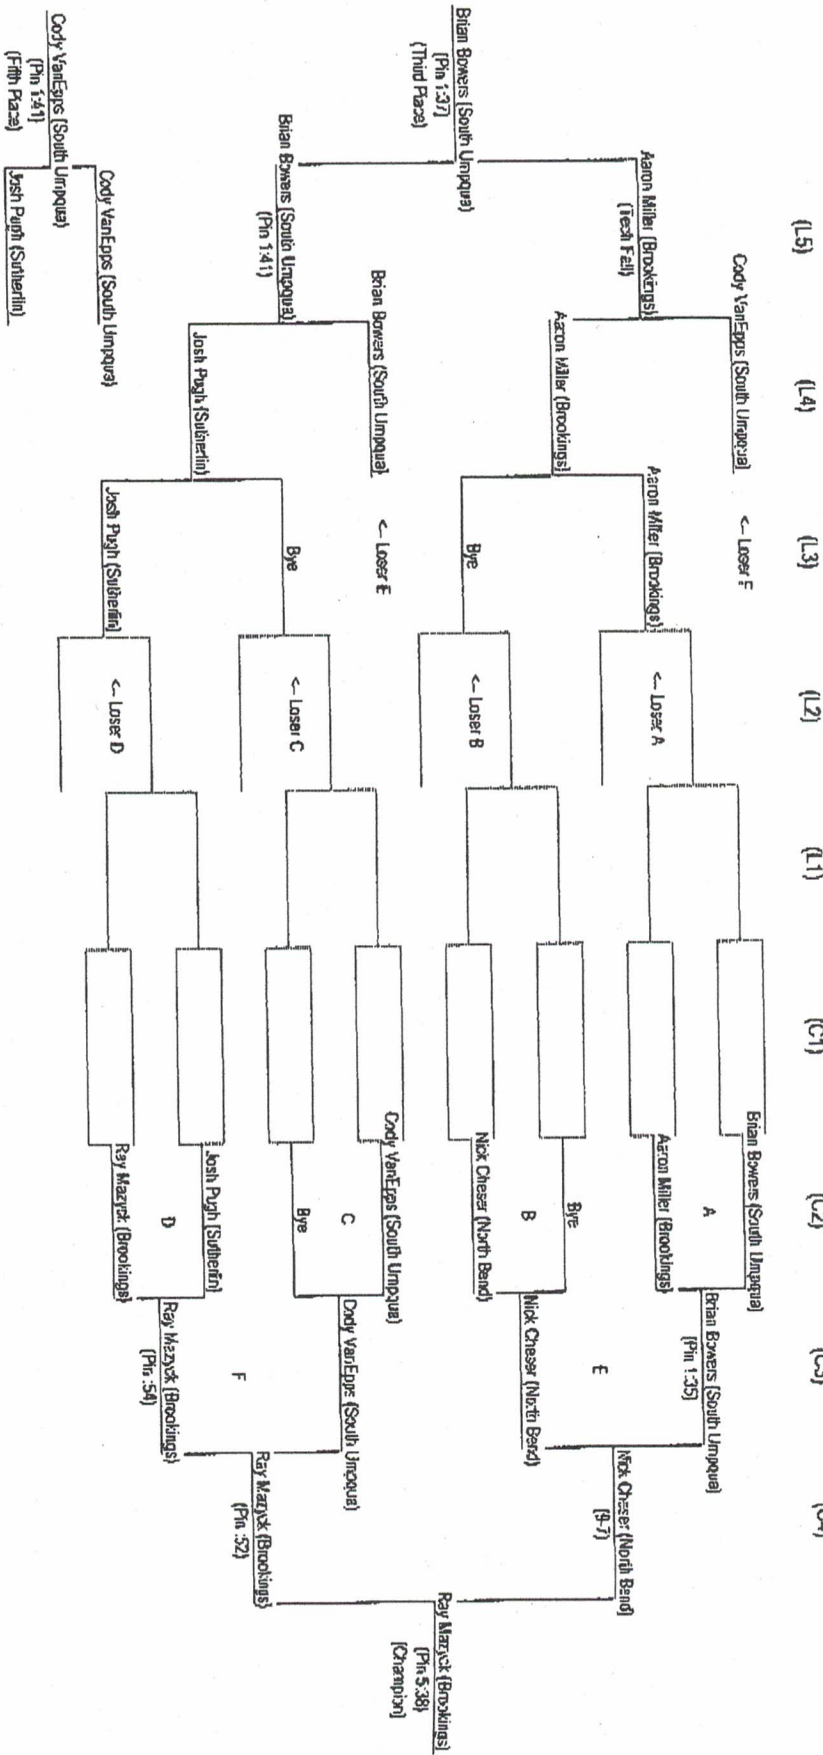 (L5)
(L4)
(L3)
(L2)
(L1)
(C1)
(C2)
(C3)
(C4)
Cody VanEpps (South Umpqua)
<-- Loser F
Aaron Miller (Brookings)
(Tech Fall)
Aaron Miller (Brookings)
Aaron Miller (Brookings)
<-- Loser A
Brian Bowers (South Umpqua)
A
Aaron Miller (Brookings)
Brian Bowers (South Umpqua)
(Pin 1:35)
Brian Bowers (South Umpqua)
(Pin 1:37)
(Third Place)
Bye
<-- Loser B
Bye
B
Nick Cheser (North Bend)
Nick Cheser (North Bend)
E
Nick Cheser (North Bend)
(9-7)
Brian Bowers (South Umpqua)
<-- Loser E
Brian Bowers (South Umpqua)
(Pin 1:41)
Bye
<-- Loser C
Cody VanEpps (South Umpqua)
C
Bye
Cody VanEpps (South Umpqua)
Josh Pugh (Sutherlin)
Josh Pugh (Sutherlin)
<-- Loser D
Josh Pugh (Sutherlin)
D
Ray Mazyck (Brookings)
Ray Mazyck (Brookings)
(Pin :54)
F
Ray Mazyck (Brookings)
(Pin :52)
Ray Mazyck (Brookings)
(Pin 5:38)
(Champion)
Cody VanEpps (South Umpqua)
Cody VanEpps (South Umpqua)
(Pin 1:41)
(Fifth Place)
Josh Pugh (Sutherlin)